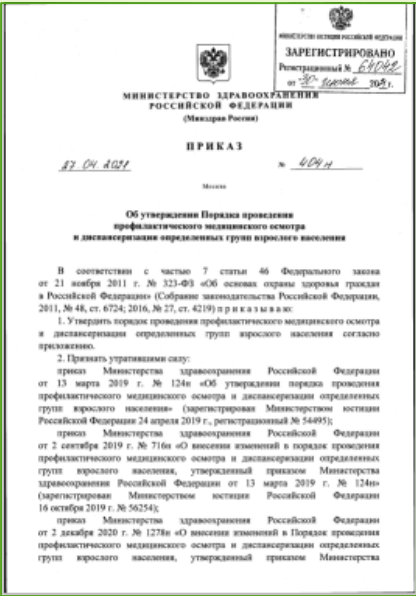 МИНИСТЕРСТВО ЮСТИЦИИ РОССИЙСКОЙ ФЕДЕРАЦИИ
ЗАРЕГИСТРИРОВАНО
Регистрационный № 64042
от "30" июня 2021г.
МИНИСТЕРСТВО ЗДРАВООХРАНЕНИЯ
РОССИЙСКОЙ ФЕДЕРАЦИИ
(Минздрав России)
ПРИКАЗ
27.04.2021
№ 404н
Москва
Об утверждении Порядка проведения
профилактического медицинского осмотра
и диспансеризации определенных групп взрослого населения
В соответствии с частью 7 статьи 46 Федерального закона
от 21 ноября 2011 г. № 323-ФЗ «Об основах охраны здоровья граждан
в Российской Федерации» (Собрание законодательства Российской Федерации,
2011, № 48, ст. 6724; 2016, № 27, ст. 4219) п р и к а з ы в а ю:
1. Утвердить порядок проведения профилактического медицинского осмотра
и диспансеризации определенных групп взрослого населения согласно
приложению.
2. Признать утратившими силу:
приказ Министерства здравоохранения Российской Федерации
от 13 марта 2019 г. № 124н «Об утверждении порядка проведения
профилактического медицинского осмотра и диспансеризации определенных
групп взрослого населения» (зарегистрирован Министерством юстиции
Российской Федерации 24 апреля 2019 г., регистрационный № 54495);
приказ Министерства здравоохранения Российской Федерации
от 2 сентября 2019 г. № 716н «О внесении изменений в порядок проведения
профилактического медицинского осмотра и диспансеризации определенных
групп взрослого населения, утвержденный приказом Министерства
здравоохранения Российской Федерации от 13 марта 2019 г. № 124н»
(зарегистрирован Министерством юстиции Российской Федерации
16 октября 2019 г. № 56254);
приказ Министерства здравоохранения Российской Федерации
от 2 декабря 2020 г. № 1278н «О внесении изменений в Порядок проведения
профилактического медицинского осмотра и диспансеризации определенных
групп взрослого населения, утвержденный приказом Министерства